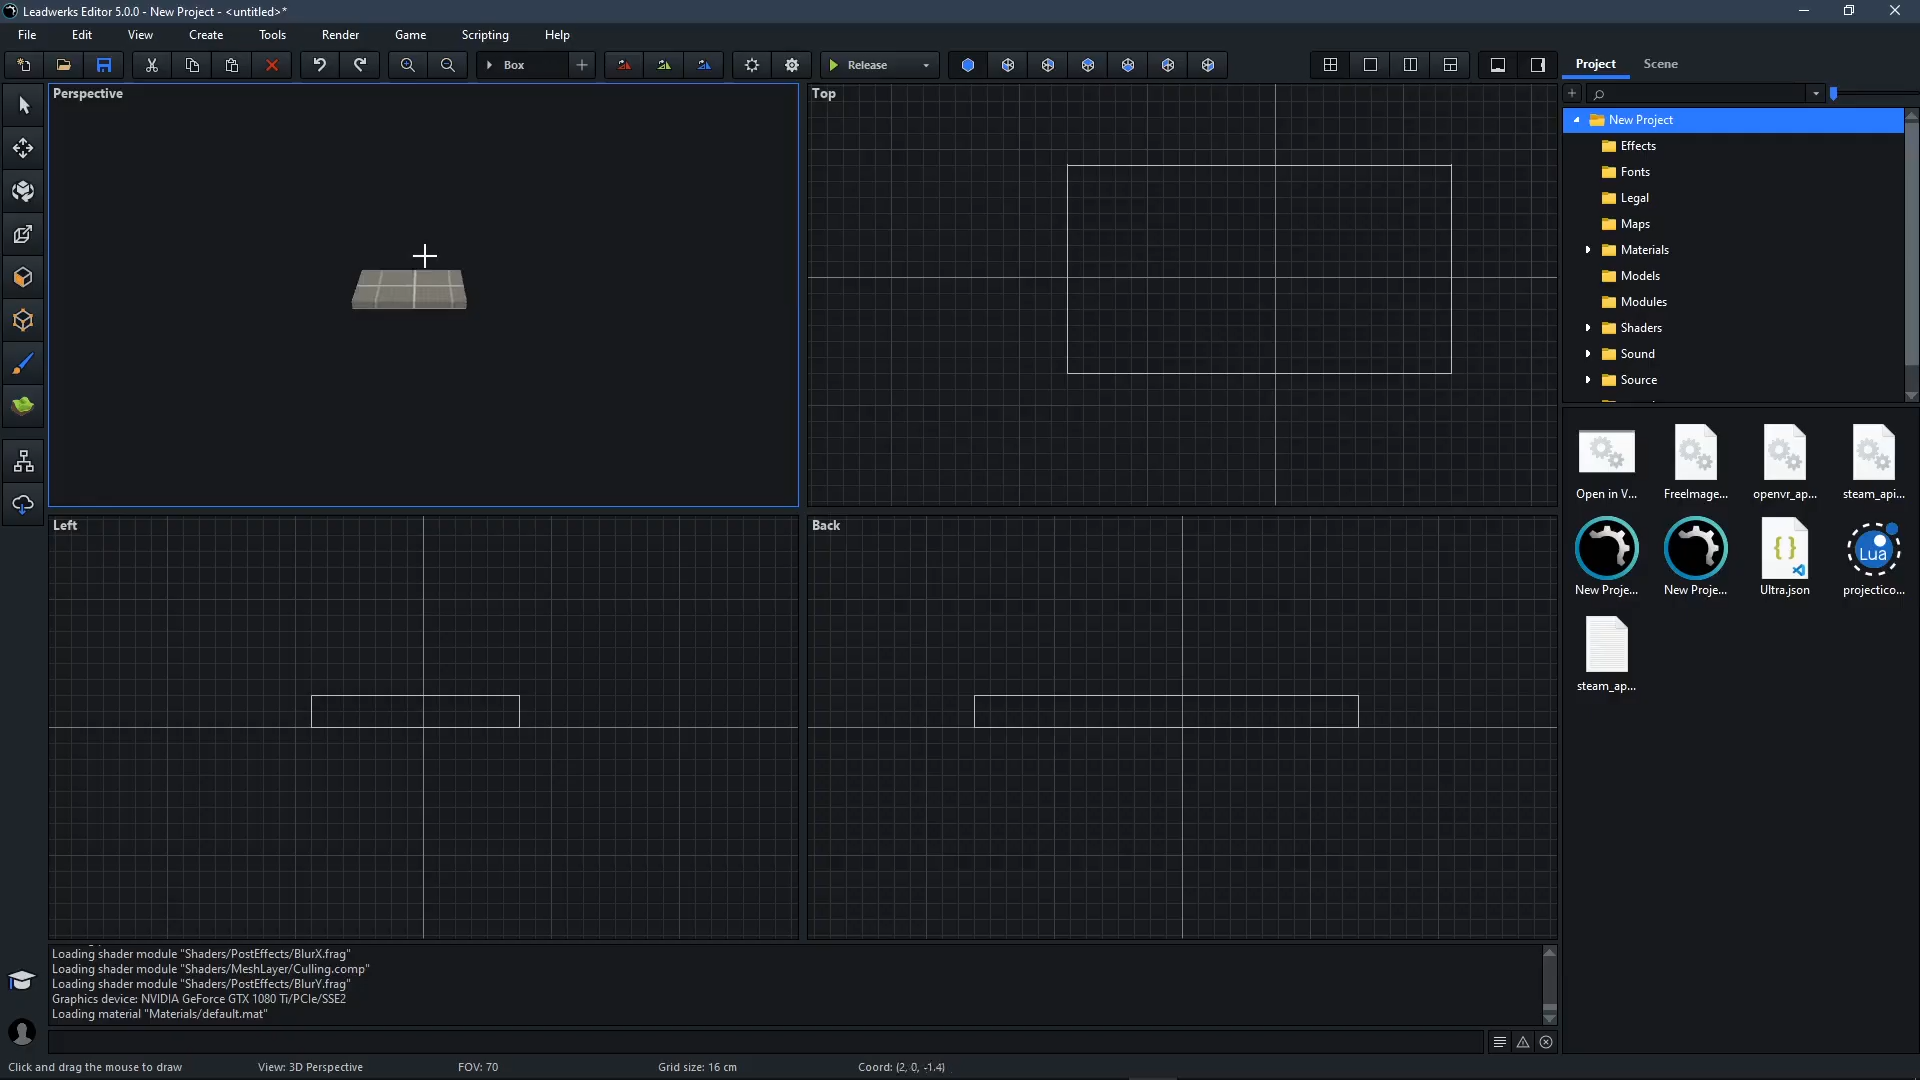 Leadwerks Editor 5.0.0 - New Project - <untitled>*
File Edit View Create Tools Render Game Scripting Help
Box
Release
Project Scene
Perspective
Top
New Project
Effects
Fonts
Legal
Maps
Materials
Models
Modules
Shaders
Sound
Source
Open in V... FreeImage... openvr_ap... steam_api...
Lua
New Proje... New Proje... Ultra.json projectico...
steam_ap...
Left
Back
Loading shader module "Shaders/PostEffects/BlurX.frag"
Loading shader module "Shaders/MeshLayer/Culling.comp"
Loading shader module "Shaders/PostEffects/BlurY.frag"
Graphics device: NVIDIA GeForce GTX 1080 Ti/PCIe/SSE2
Loading material "Materials/default.mat"
Click and drag the mouse to draw View: 3D Perspective FOV: 70 Grid size: 16 cm Coord: (2, 0, -1.4)